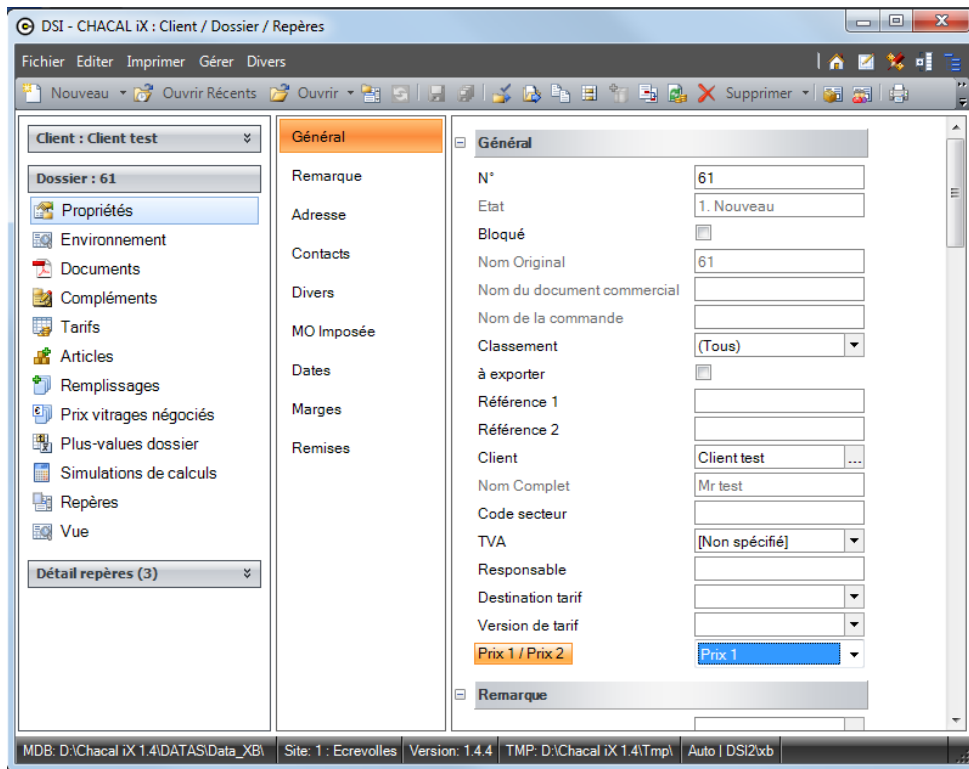 DSI - CHACAL iX : Client / Dossier / Repères
Fichier Editer Imprimer Gérer Divers
Nouveau Ouvrir Récents Ouvrir Supprimer
Client : Client test
Dossier : 61
Propriétés
Environnement
Documents
Compléments
Tarifs
Articles
Remplissages
Prix vitrages négociés
Plus-values dossier
Simulations de calculs
Repères
Vue
Détail repères (3)
Général
Remarque
Adresse
Contacts
Divers
MO Imposée
Dates
Marges
Remises
Général
N° 61
Etat 1. Nouveau
Bloqué
Nom Original 61
Nom du document commercial
Nom de la commande
Classement (Tous)
à exporter
Référence 1
Référence 2
Client Client test ...
Nom Complet Mr test
Code secteur
TVA [Non spécifié]
Responsable
Destination tarif
Version de tarif
Prix 1 / Prix 2 Prix 1
Remarque
MDB: D:\Chacal iX 1.4\DATAS\Data_XB\ Site: 1 : Ecrevolles Version: 1.4.4 TMP: D:\Chacal iX 1.4\Tmp\ Auto | DSI2\xb